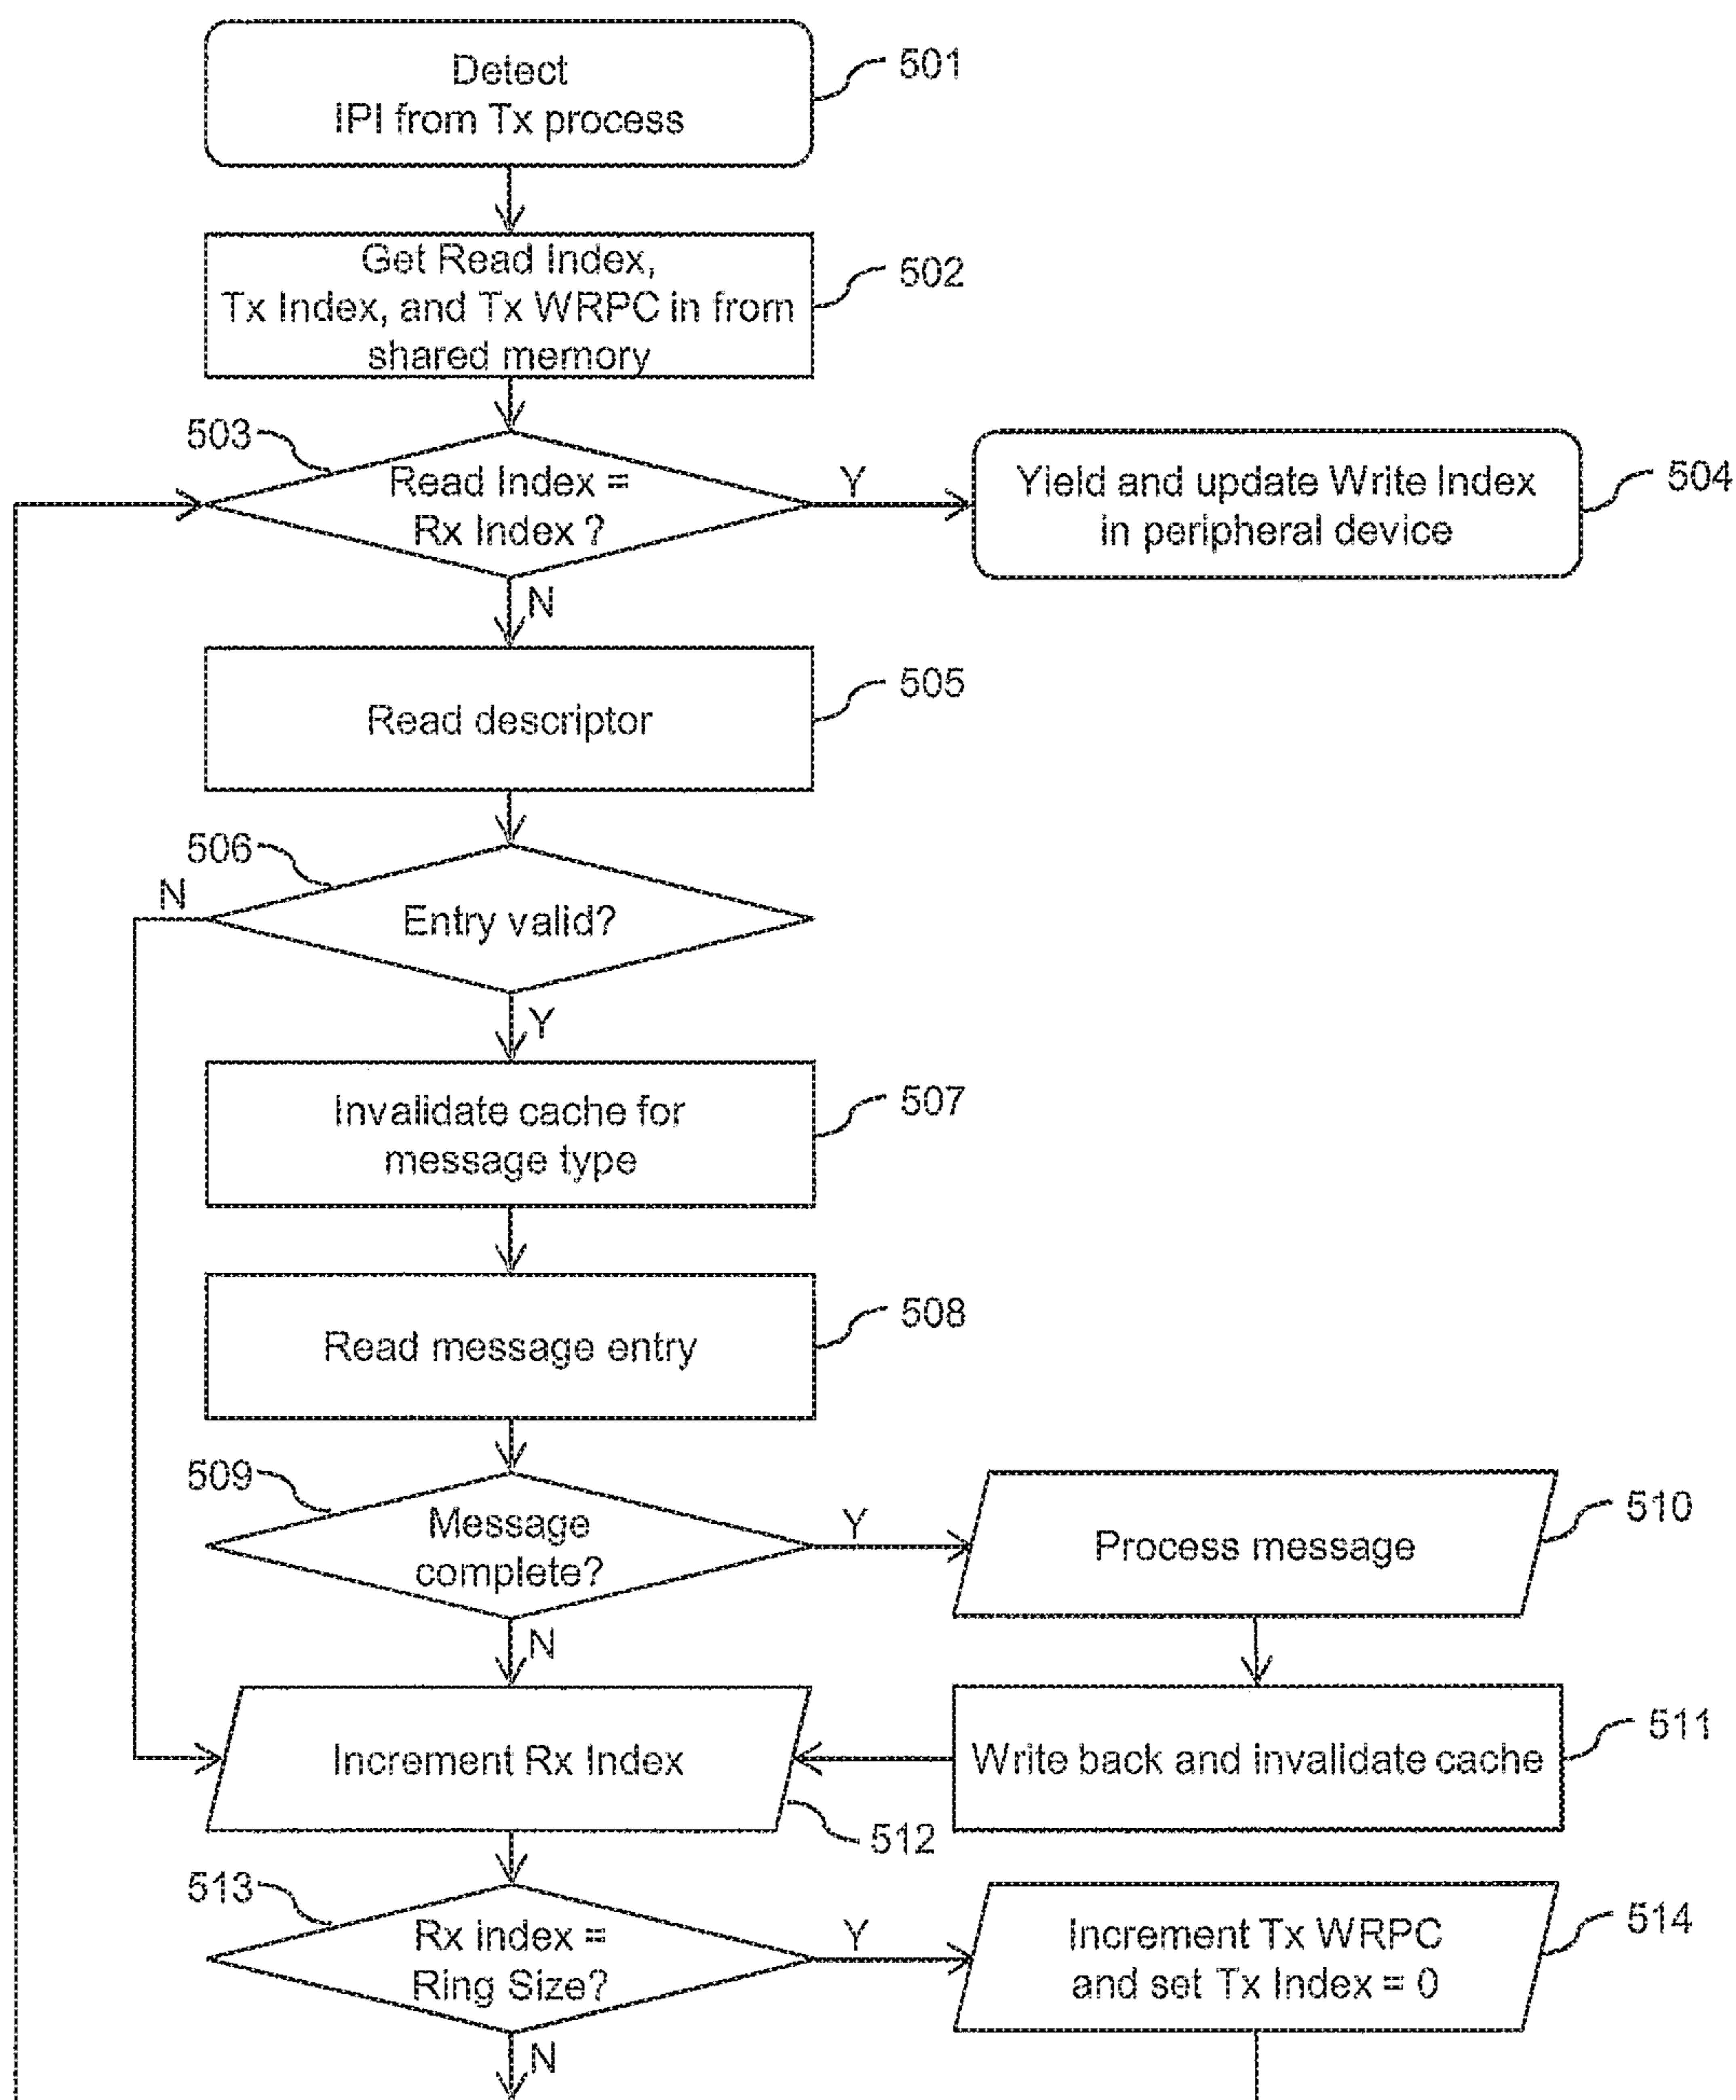 Detect
IPI from Tx process
501
Get Read Index,
Tx Index, and Tx WRPC in from
shared memory
502
503
Read Index =
Rx Index ?
Y
Yield and update Write Index
in peripheral device
504
N
Read descriptor
505
506
N
Entry valid?
Y
Invalidate cache for
message type
507
Read message entry
508
509
Message
complete?
Y
Process message
510
N
Increment Rx Index
512
Write back and invalidate cache
511
513
Rx index =
Ring Size?
Y
Increment Tx WRPC
and set Tx Index = 0
514
N